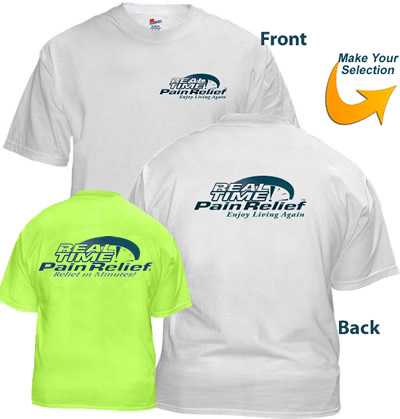 Front
Make Your
Selection
REAL
TIME
Pain Relief
Enjoy Living Again
REAL
TIME
Pain Relief
Enjoy Living Again
REAL
TIME
Pain Relief
Relief in Minutes!
Back